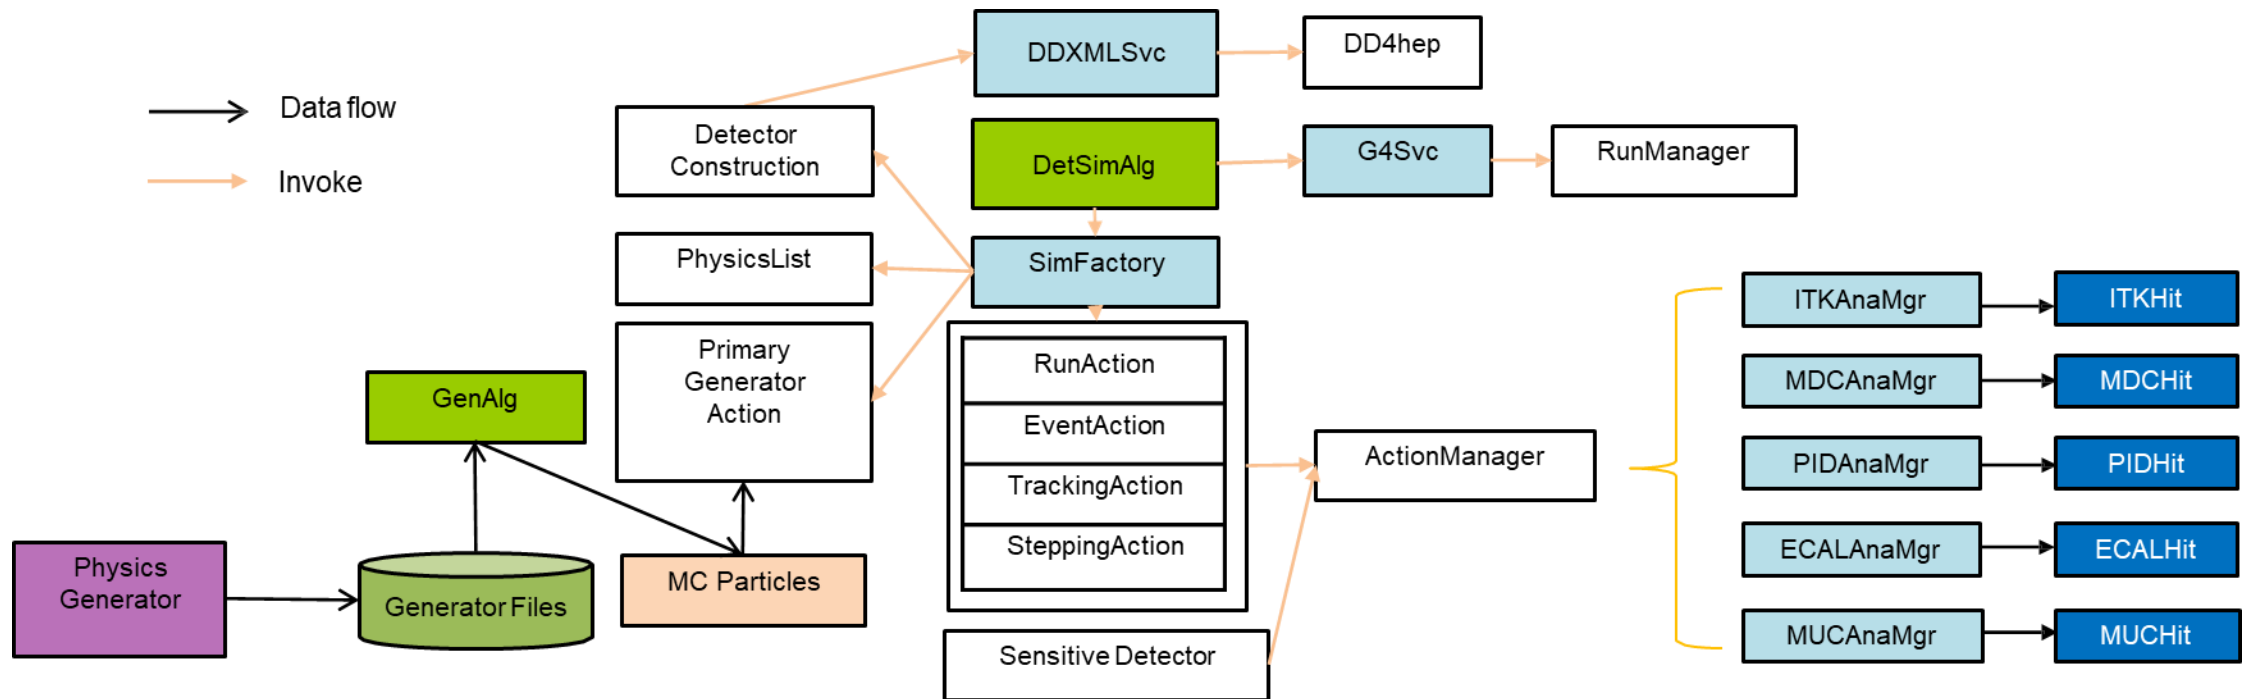 Data flow
Invoke
DDXMLSvc
DD4hep
Detector
Construction
DetSimAlg
G4Svc
RunManager
PhysicsList
SimFactory
Primary
Generator
Action
RunAction
EventAction
TrackingAction
SteppingAction
Sensitive Detector
GenAlg
Physics
Generator
Generator Files
MC Particles
ActionManager
ITKAnaMgr
ITKHit
MDCAnaMgr
MDCHit
PIDAnaMgr
PIDHit
ECALAnaMgr
ECALHit
MUCAnaMgr
MUCHit